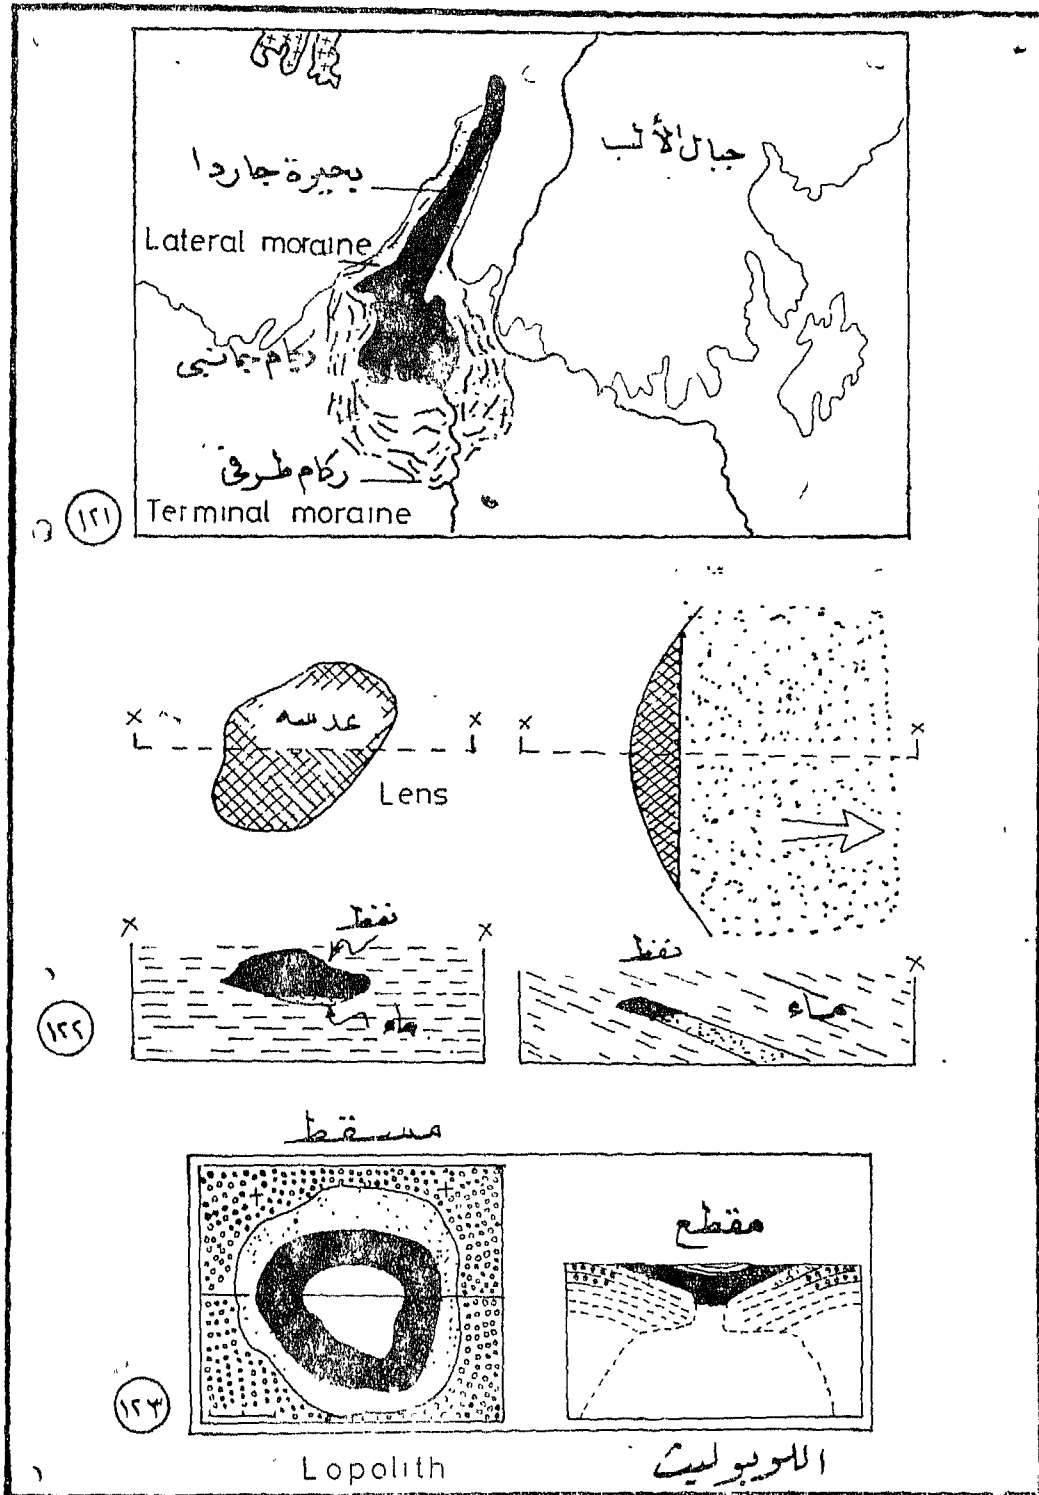 جبال الألب
بحيرة جاردا
Lateral moraine
ركام جانبي
ركام طرفي
Terminal moraine
١٢١
عدسه
x x x x
Lens
x x
نفط
نفط
x
ماء
ماء
١٢٢
مسقط
مقطع
١٢٣
Lopolith
اللوبوليث